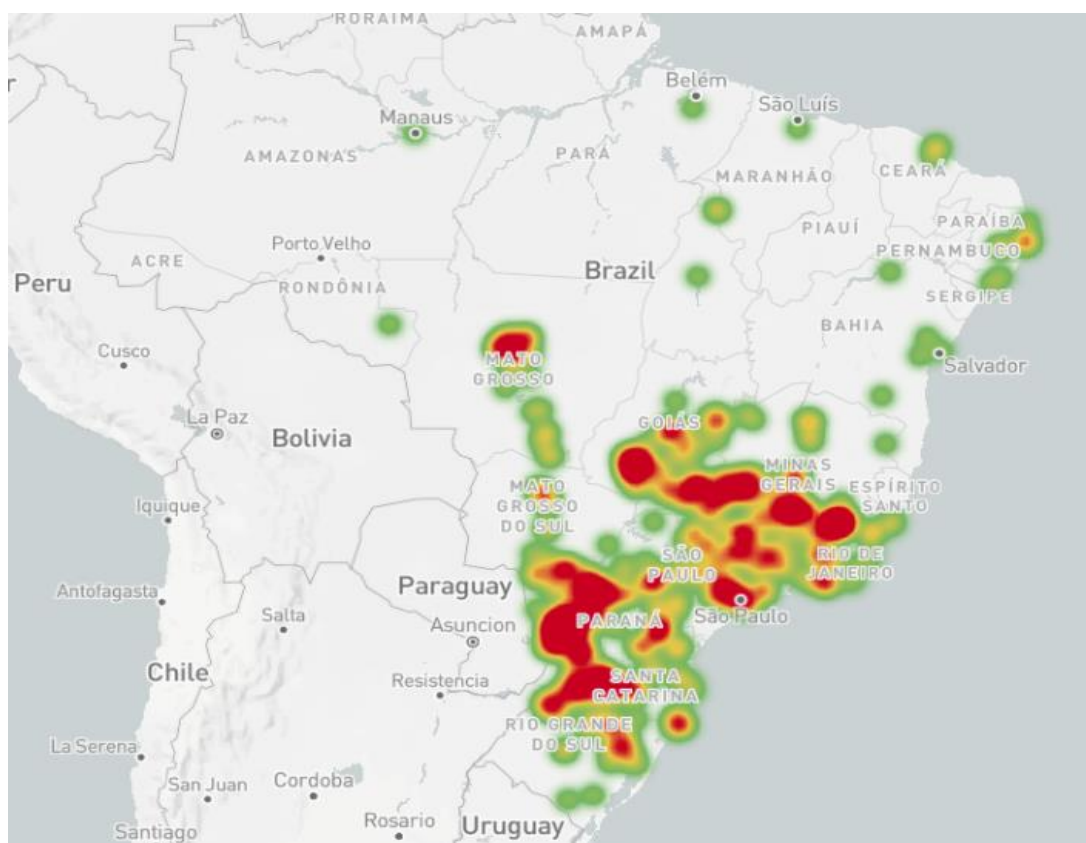 RORAIMA
AMAPÁ
r
Belém
São Luís
Manaus
AMAZONAS
PARÁ
CEARÁ
MARANHÃO
PARAÍBA
PIAUÍ
Porto Velho
PERNAMBUCO
ACRE
Brazil
Peru
RONDÔNIA
SERGIPE
BAHIA
Cusco
MATO
GROSSO
Salvador
La Paz
GOIÁS
Bolivia
MINAS
GERAIS
MATO
GROSSO
DO SUL
ESPÍRITO
SANTO
Iquique
SÃO
PAULO
RIO DE
JANEIRO
Paraguay
Antofagasta
São Paulo
Salta
PARANÁ
Asuncion
Chile
Resistencia
SANTA
CATARINA
RIO GRANDE
DO SUL
La Serena
San Juan
Cordoba
Rosario
Uruguay
Santiago